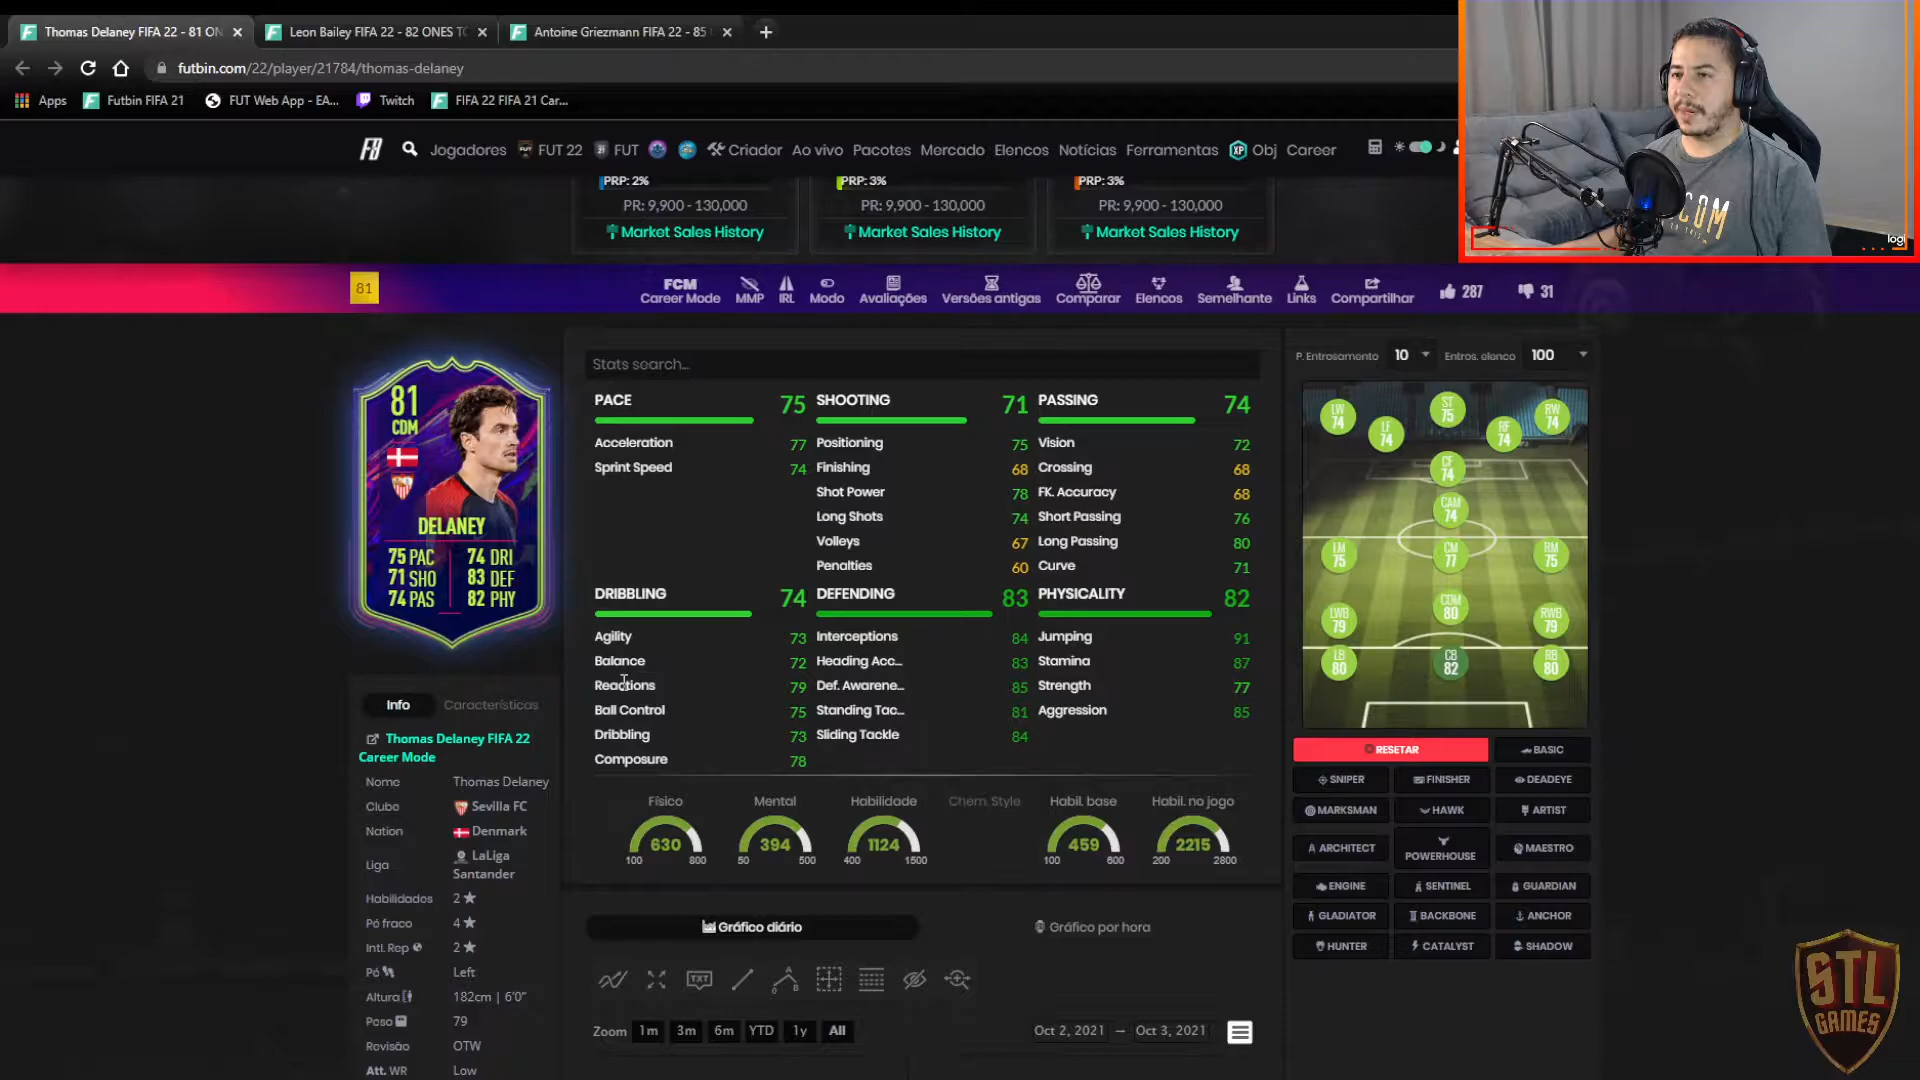 Thomas Delaney FIFA 22 - 81 ON
Leon Bailey FIFA 22 - 82 ONES TO
Antoine Griezmann FIFA 22 - 85
futbin.com/22/player/21784/thomas-delaney
Apps Futbin FIFA 21 FUT Web App - EA... Twitch FIFA 22 FIFA 21 Car...
Jogadores FUT 22 FUT Criador Ao vivo Pacotes Mercado Elencos Notícias Ferramentas Obj Career
PRP: 2% PRP: 3% PRP: 3%
PR: 9,900 - 130,000 PR: 9,900 - 130,000 PR: 9,900 - 130,000
Market Sales History Market Sales History Market Sales History
81
FCM
Career Mode MMP IRL Modo Avaliações Versões antigas Comparar Elencos Semelhante Links Compartilhar 287 31
Stats search...
P. Entrosamento 10 Entros. elenco 100
81
CDM
DELANEY
75 PAC 74 DRI
71 SHO 83 DEF
74 PAS 82 PHY
PACE 75
Acceleration 77
Sprint Speed 74
SHOOTING 71
Positioning 75
Finishing 68
Shot Power 78
Long Shots 74
Volleys 67
Penalties 60
PASSING 74
Vision 72
Crossing 68
FK. Accuracy 68
Short Passing 76
Long Passing 80
Curve 71
DRIBBLING 74
Agility 73
Balance 72
Reactions 79
Ball Control 75
Dribbling 73
Composure 78
DEFENDING 83
Interceptions 84
Heading Acc... 83
Def. Awarene... 85
Standing Tac... 81
Sliding Tackle 84
PHYSICALITY 82
Jumping 91
Stamina 87
Strength 77
Aggression 85
Físico Mental Habilidade Chem. Style Habil. base Habil. no jogo
630 394 1124 459 2215
100 800 50 500 400 1500 100 600 200 2800
LW 74
LF 74
ST 75
RF 74
RW 74
CF 74
CAM 74
LM 75
CM 77
RM 75
LWB 79
CDM 80
RWB 79
LB 80
CB 82
RB 80
RESETAR BASIC
SNIPER FINISHER DEADEYE
MARKSMAN HAWK ARTIST
ARCHITECT POWERHOUSE MAESTRO
ENGINE SENTINEL GUARDIAN
GLADIATOR BACKBONE ANCHOR
HUNTER CATALYST SHADOW
Info Características
Thomas Delaney FIFA 22
Career Mode
Nome Thomas Delaney
Clube Sevilla FC
Nation Denmark
Liga LaLiga
Santander
Habilidades 2
Pé fraco 4
Intl. Rep 2
Pé Left
Altura 182cm | 6'0"
Peso 79
Revisão OTW
Att. WR Low
Gráfico diário Gráfico por hora
TXT
Zoom 1m 3m 6m YTD 1y All Oct 2, 2021 – Oct 3, 2021
logi
STL
GAMES